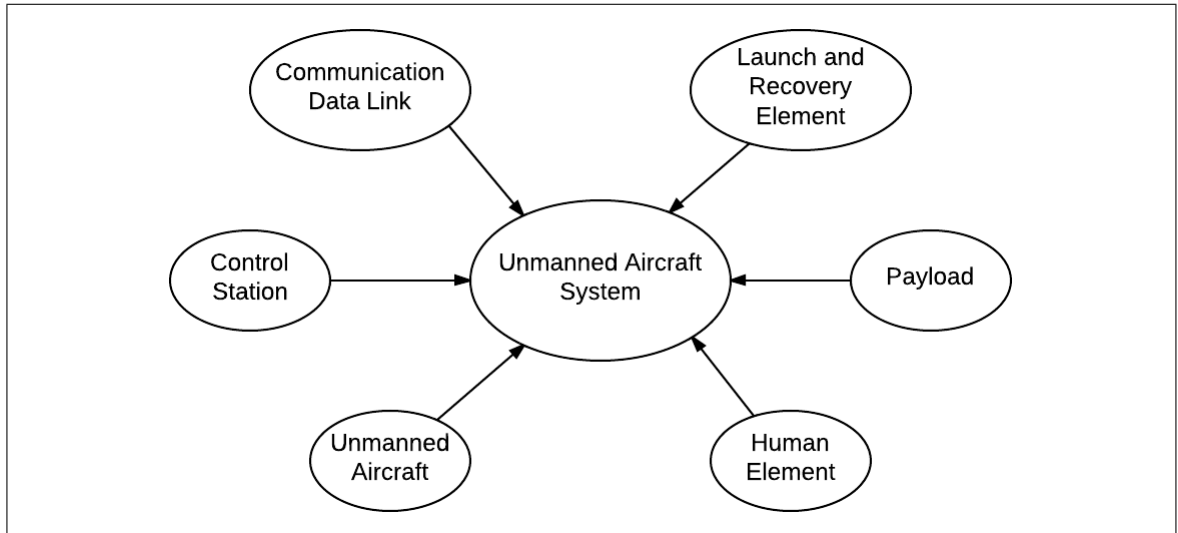 Communication
Data Link
Launch and
Recovery
Element
Control
Station
Unmanned Aircraft
System
Payload
Unmanned
Aircraft
Human
Element